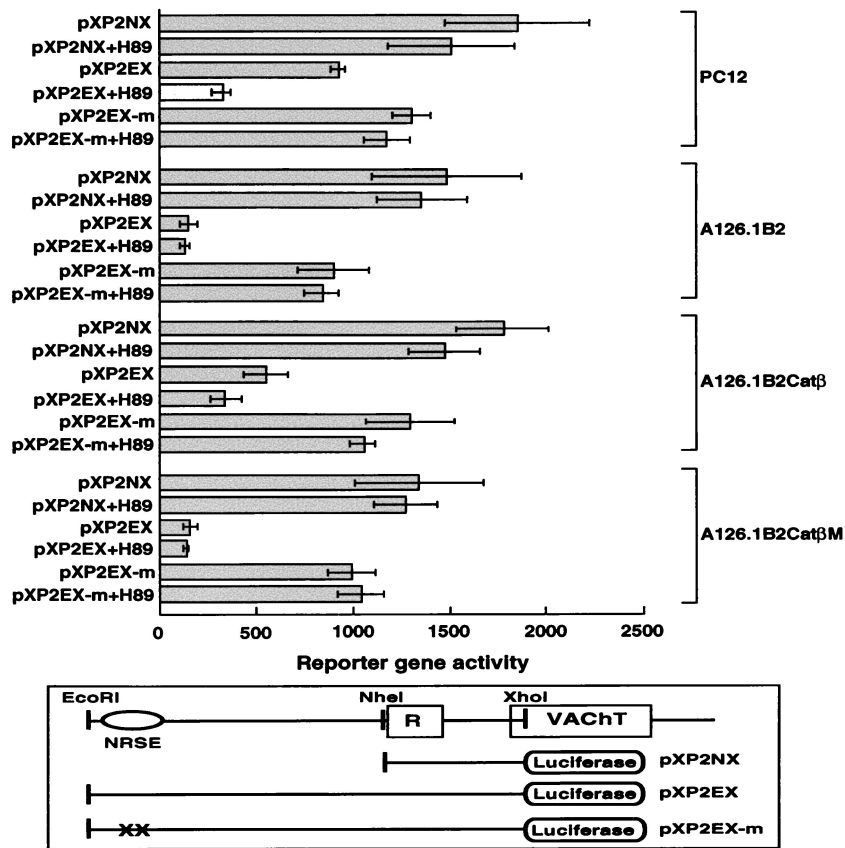 pXP2NX
pXP2NX+H89
pXP2EX
pXP2EX+H89
pXP2EX-m
pXP2EX-m+H89
PC12
pXP2NX
pXP2NX+H89
pXP2EX
pXP2EX+H89
pXP2EX-m
pXP2EX-m+H89
A126.1B2
pXP2NX
pXP2NX+H89
pXP2EX
pXP2EX+H89
pXP2EX-m
pXP2EX-m+H89
A126.1B2Catβ
pXP2NX
pXP2NX+H89
pXP2EX
pXP2EX+H89
pXP2EX-m
pXP2EX-m+H89
A126.1B2CatβM
0 500 1000 1500 2000 2500
Reporter gene activity
EcoRI NheI XhoI
R VAChT
NRSE
Luciferase pXP2NX
Luciferase pXP2EX
XX Luciferase pXP2EX-m